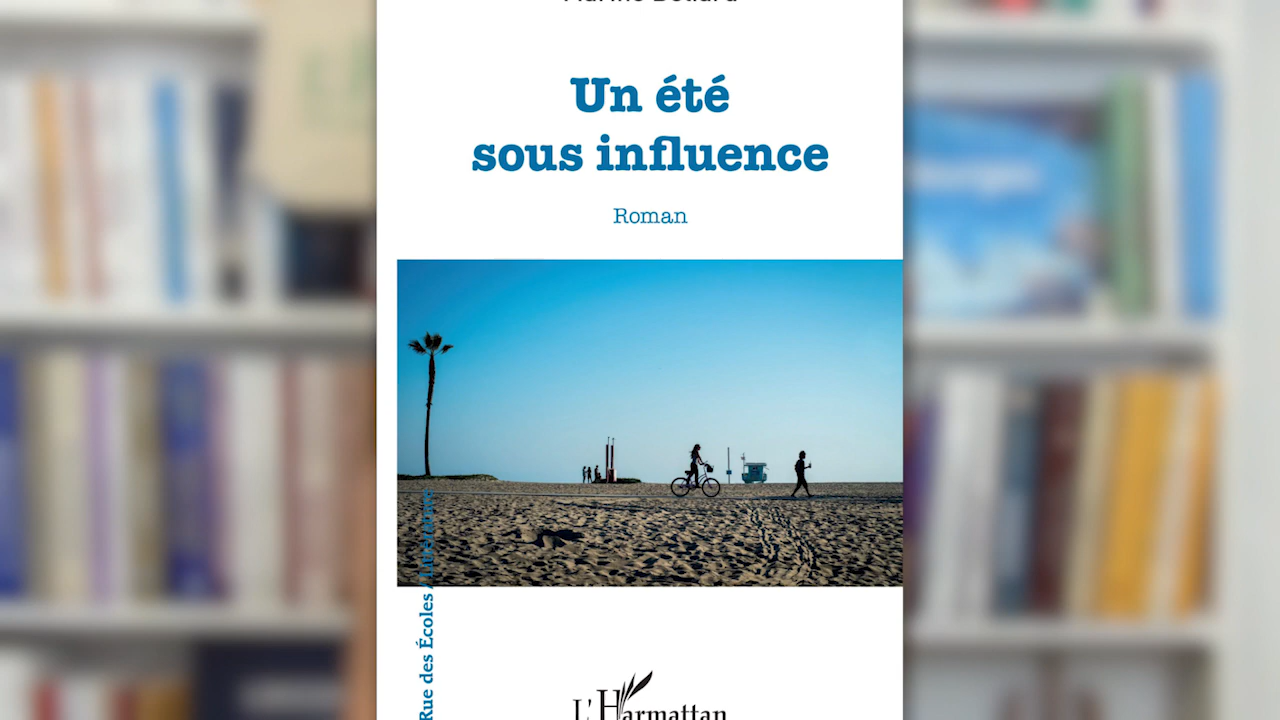 Un été
sous influence
Roman
Rue des Écoles / Littérature
L'Harmattan